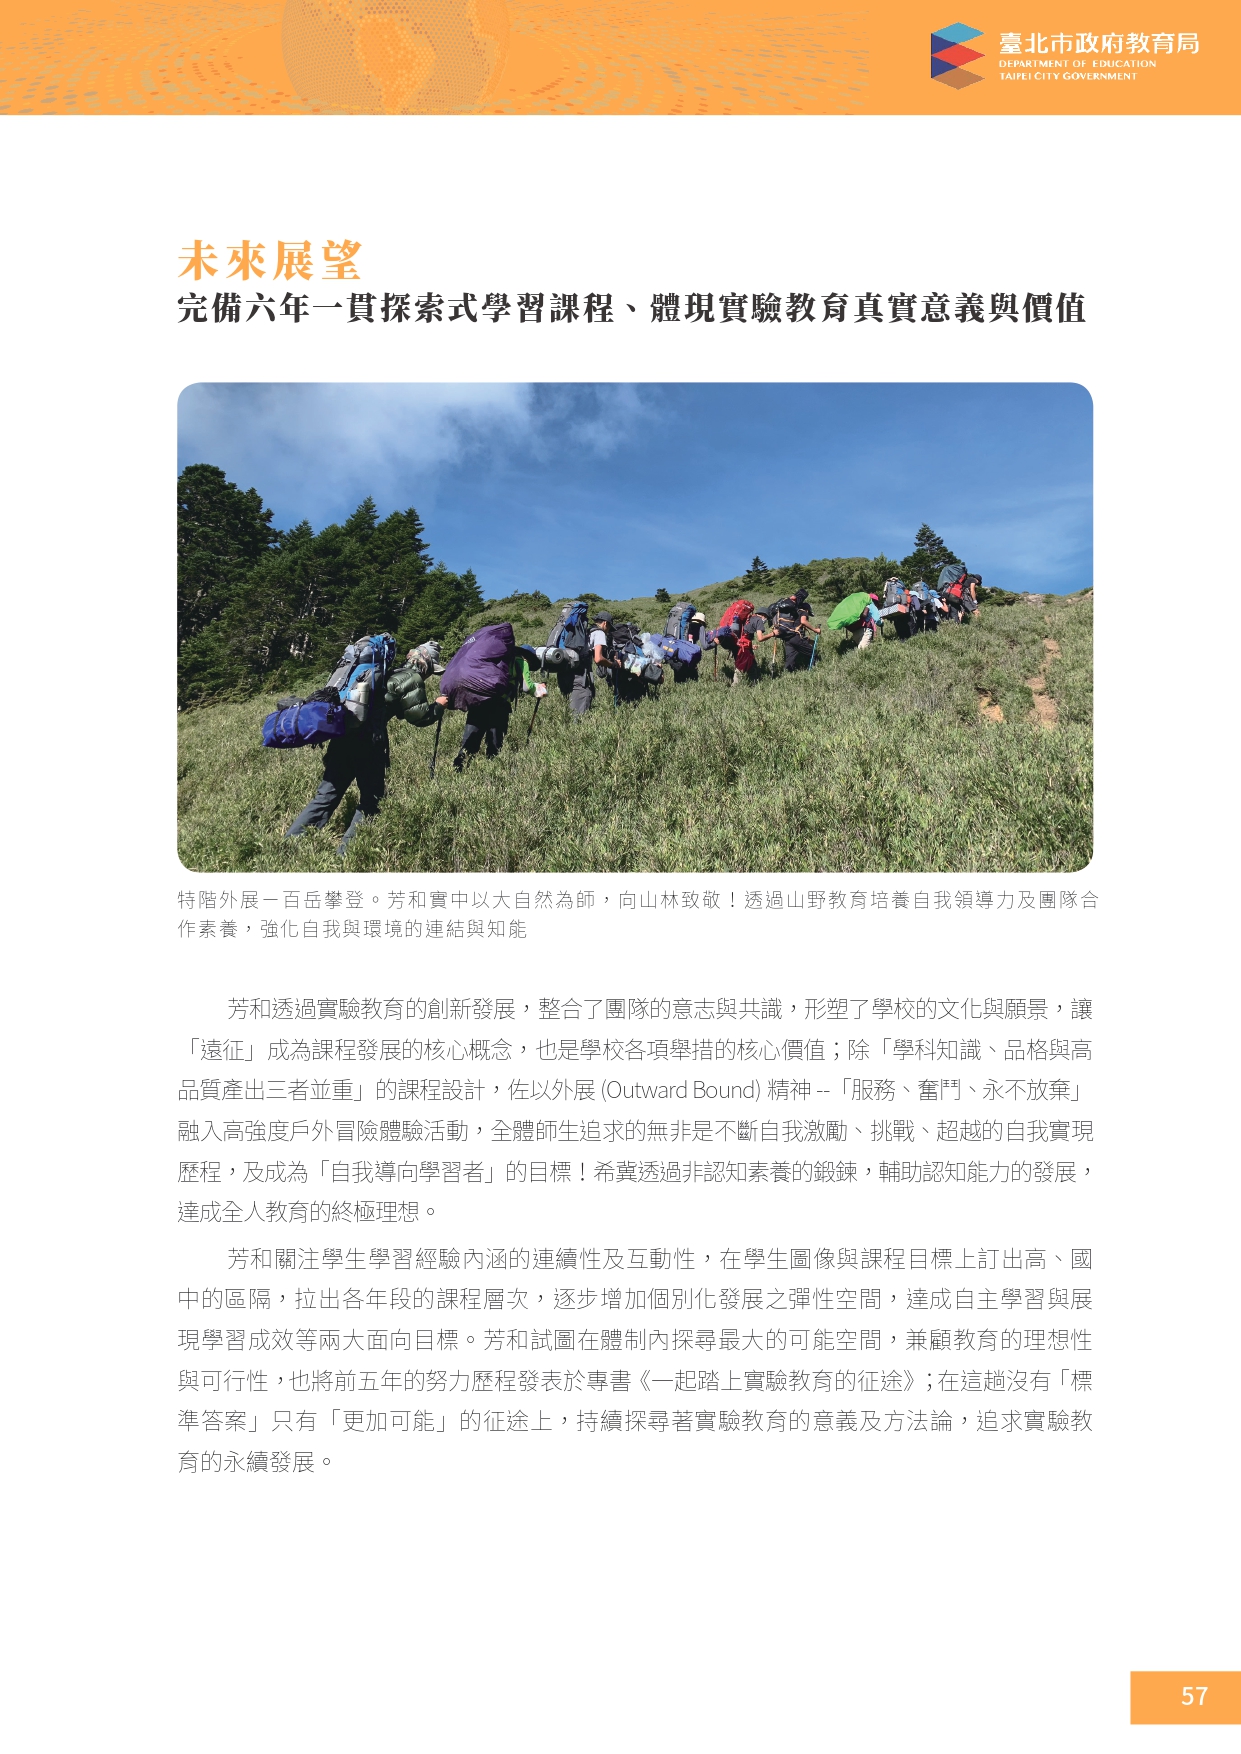 臺北市政府教育局
DEPARTMENT OF EDUCATION
TAIPEI CITY GOVERNMENT
未來展望
完備六年一貫探索式學習課程、體現實驗教育真實意義與價值
特階外展－百岳攀登。芳和實中以大自然為師，向山林致敬！透過山野教育培養自我領導力及團隊合
作素養，強化自我與環境的連結與知能
芳和透過實驗教育的創新發展，整合了團隊的意志與共識，形塑了學校的文化與願景，讓
「遠征」成為課程發展的核心概念，也是學校各項舉措的核心價值；除「學科知識、品格與高
品質產出三者並重」的課程設計，佐以外展 (Outward Bound) 精神 --「服務、奮鬥、永不放棄」
融入高強度戶外冒險體驗活動，全體師生追求的無非是不斷自我激勵、挑戰、超越的自我實現
歷程，及成為「自我導向學習者」的目標！希冀透過非認知素養的鍛鍊，輔助認知能力的發展，
達成全人教育的終極理想。
芳和關注學生學習經驗內涵的連續性及互動性，在學生圖像與課程目標上訂出高、國
中的區隔，拉出各年段的課程層次，逐步增加個別化發展之彈性空間，達成自主學習與展
現學習成效等兩大面向目標。芳和試圖在體制內探尋最大的可能空間，兼顧教育的理想性
與可行性，也將前五年的努力歷程發表於專書《一起踏上實驗教育的征途》；在這趟沒有「標
準答案」只有「更加可能」的征途上，持續探尋著實驗教育的意義及方法論，追求實驗教
育的永續發展。
57